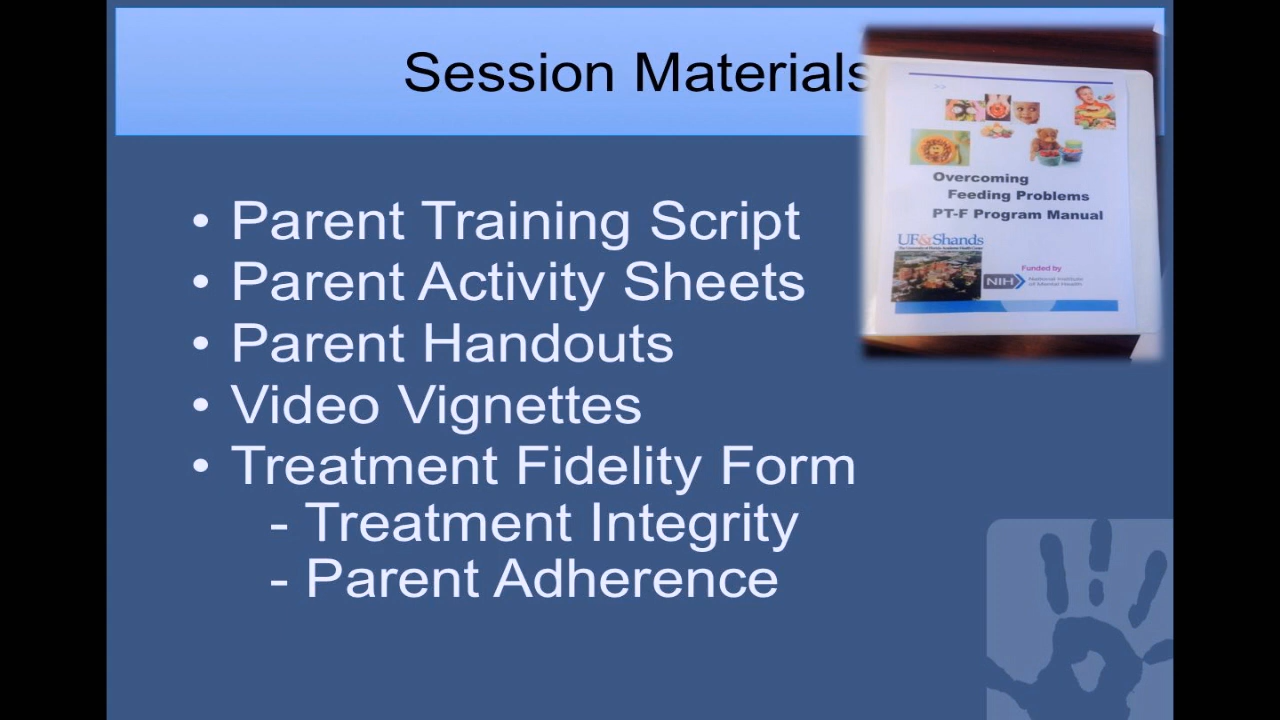 Session Materials
• Parent Training Script
• Parent Activity Sheets
• Parent Handouts
• Video Vignettes
• Treatment Fidelity Form
- Treatment Integrity
- Parent Adherence
>>
Overcoming
Feeding Problems
PT-F Program Manual
UF&Shands
Funded by
NIH
National Institute
of Mental Health